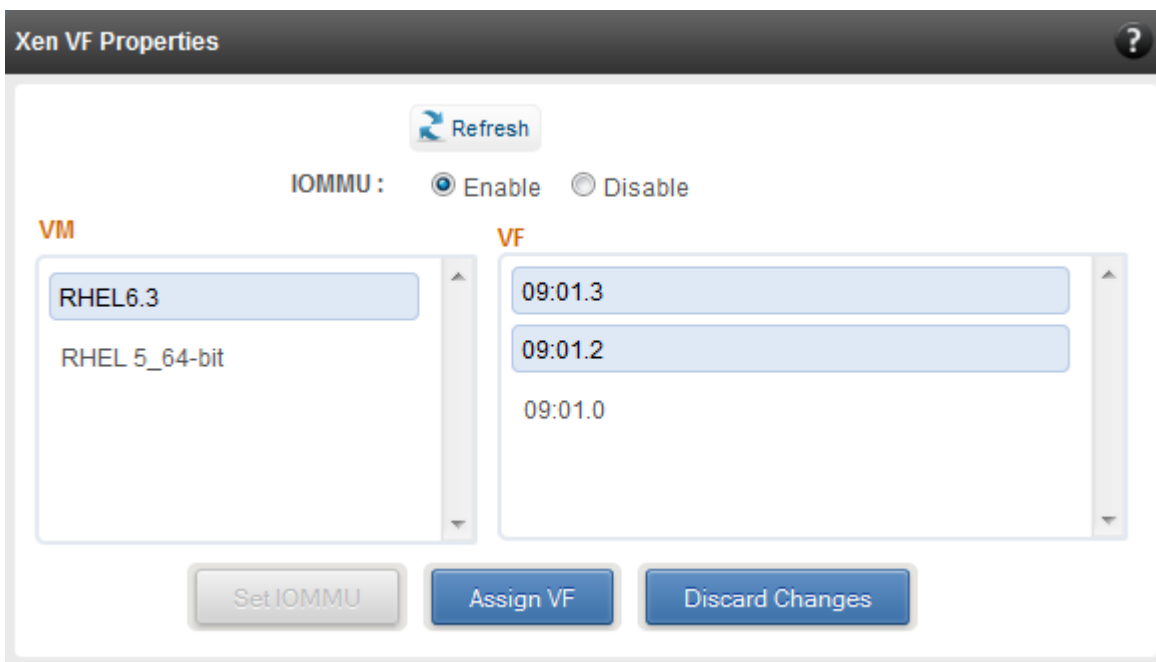 Xen VF Properties ?
Refresh
IOMMU : Enable Disable
VM
RHEL6.3
RHEL 5_64-bit
VF
09:01.3
09:01.2
09:01.0
Set IOMMU Assign VF Discard Changes